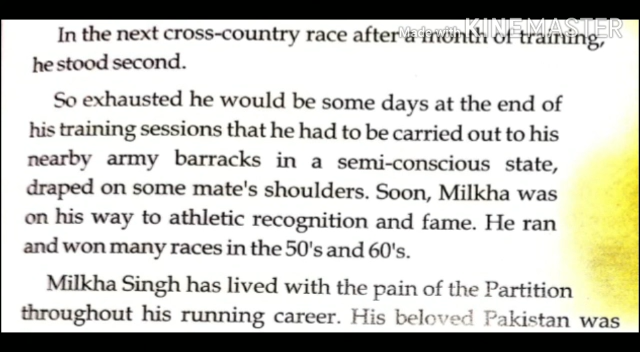 In the next cross-country race after a month of training,
Made with KINEMASTER
he stood second.
So exhausted he would be some days at the end of
his training sessions that he had to be carried out to his
nearby army barracks in a semi-conscious state,
draped on some mate's shoulders. Soon, Milkha was
on his way to athletic recognition and fame. He ran
and won many races in the 50's and 60's.
Milkha Singh has lived with the pain of the Partition
throughout his running career. His beloved Pakistan was